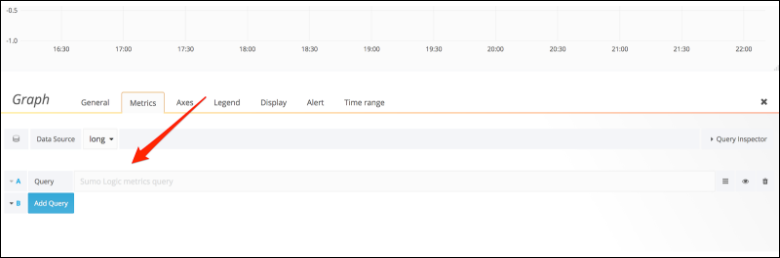 -0.5
-1.0
16:30 17:00 17:30 18:00 18:30 19:00 19:30 20:00 20:30 21:00 21:30 22:00
Graph General Metrics Axes Legend Display Alert Time range
Data Source long Query Inspector
A Query Sumo Logic metrics query
B Add Query